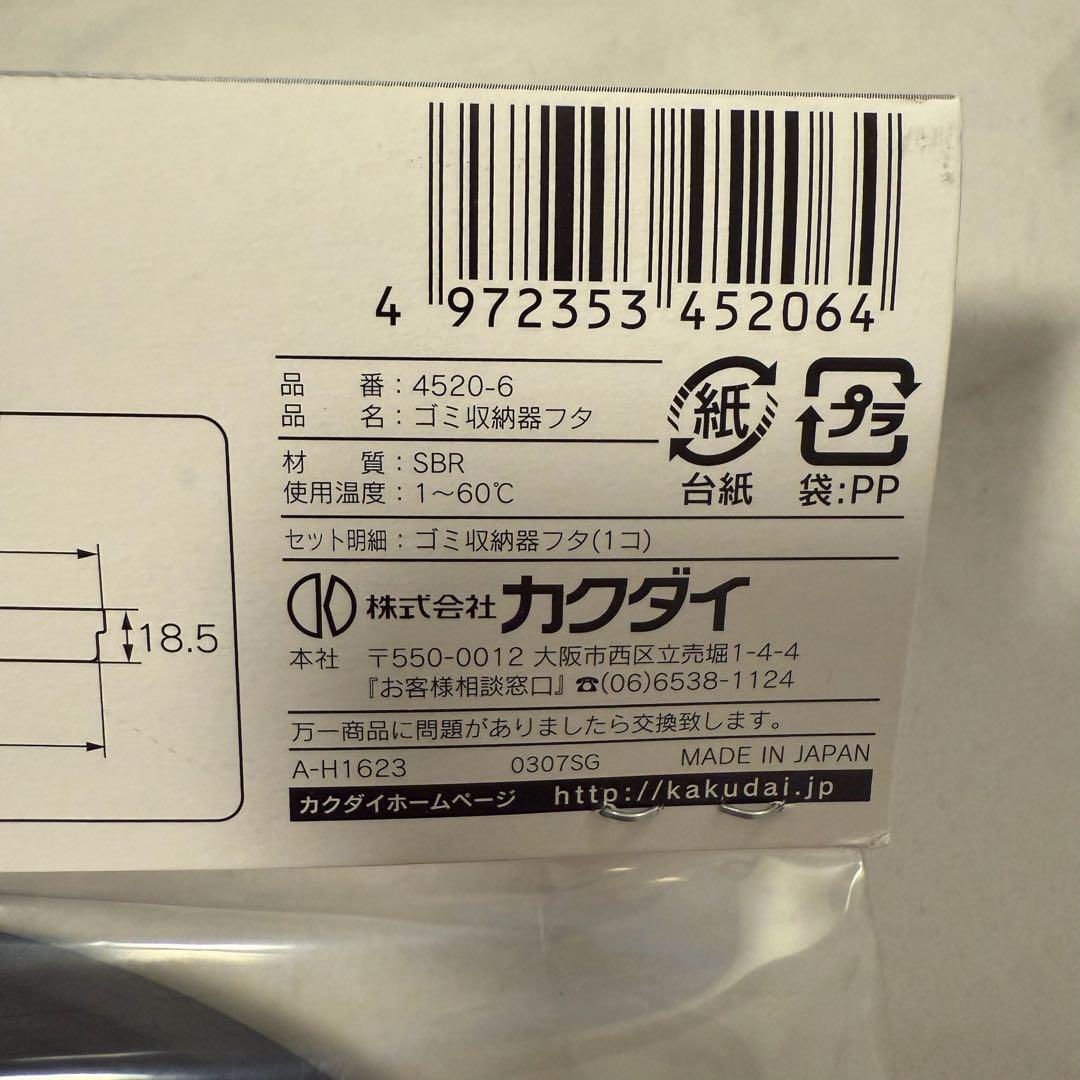 4 972353 452064
品　番：4520-6
品　名：ゴミ収納器フタ
材　質：SBR
使用温度：1～60℃
紙
台紙
プラ
袋：PP
セット明細：ゴミ収納器フタ(1コ)
株式会社カクダイ
本社 〒550-0012 大阪市西区立売堀1-4-4
『お客様相談窓口』☎(06)6538-1124
万一商品に問題がありましたら交換致します。
A-H1623 0307SG MADE IN JAPAN
カクダイホームページ http://kakudai.jp
18.5